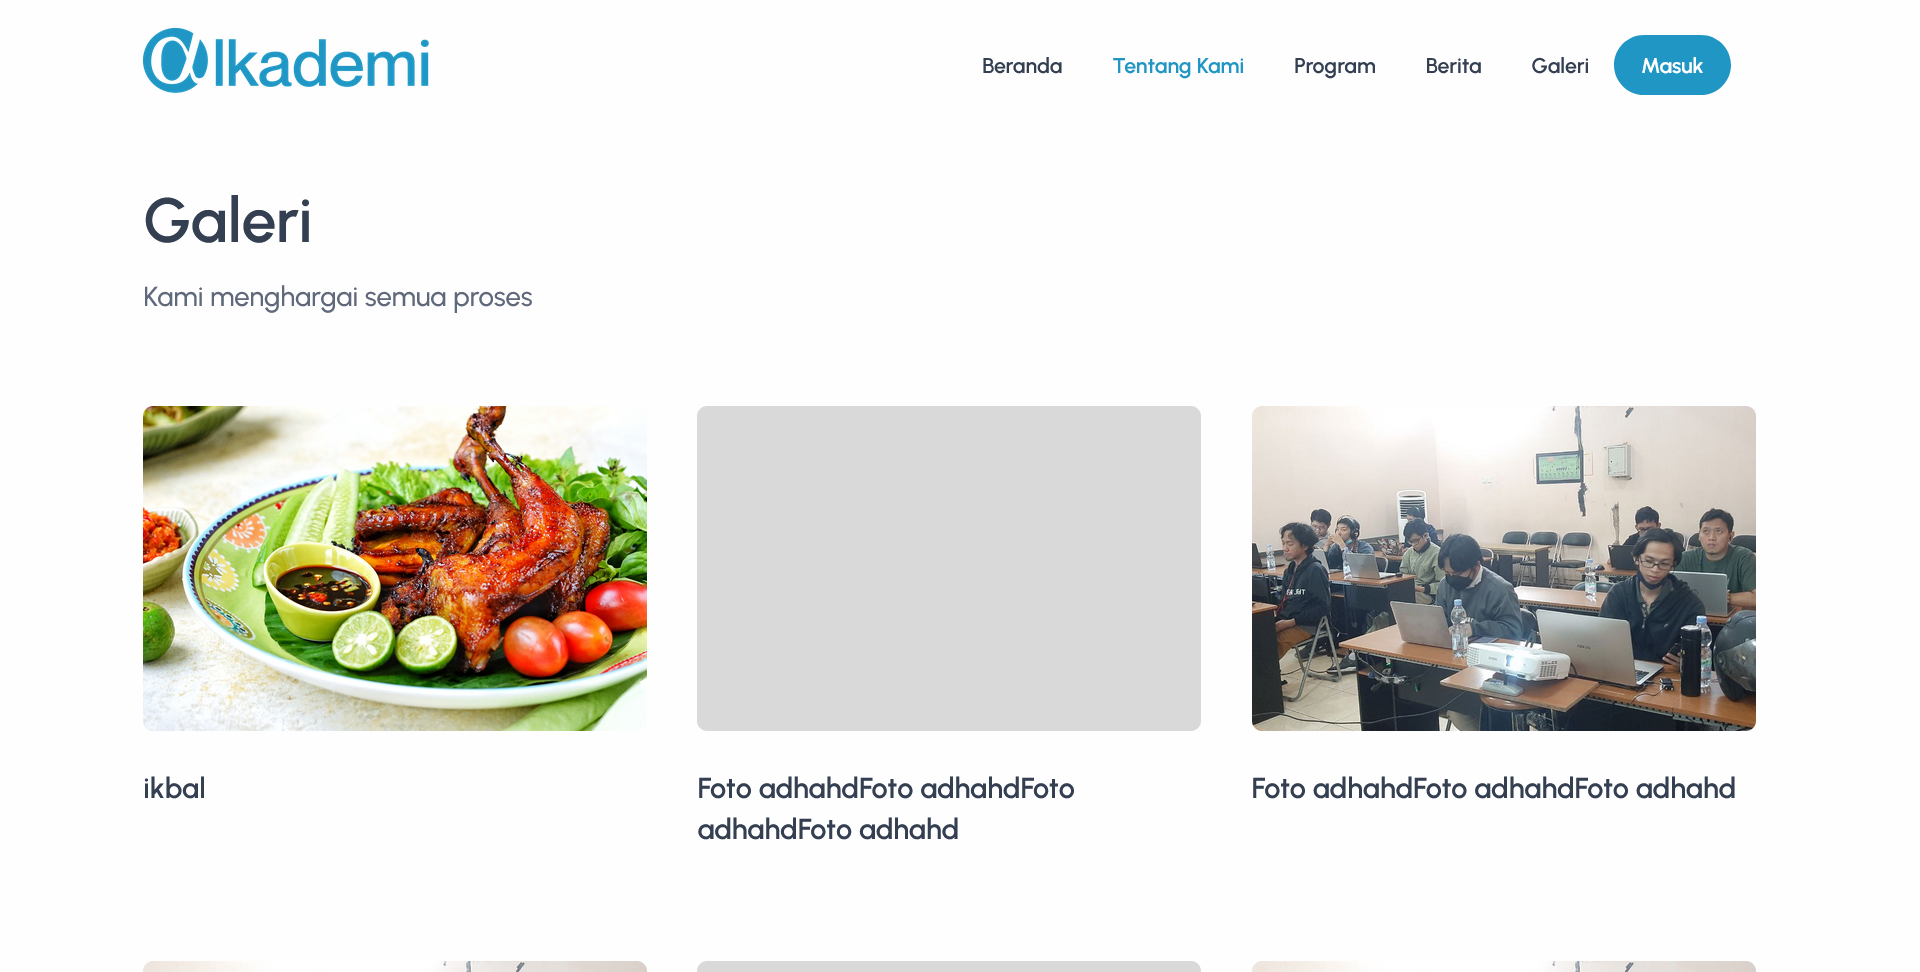 alkademi
Beranda
Tentang Kami
Program
Berita
Galeri
Masuk
Galeri
Kami menghargai semua proses
ikbal
Foto adhahdFoto adhahdFoto
adhahdFoto adhahd
Foto adhahdFoto adhahdFoto adhahd